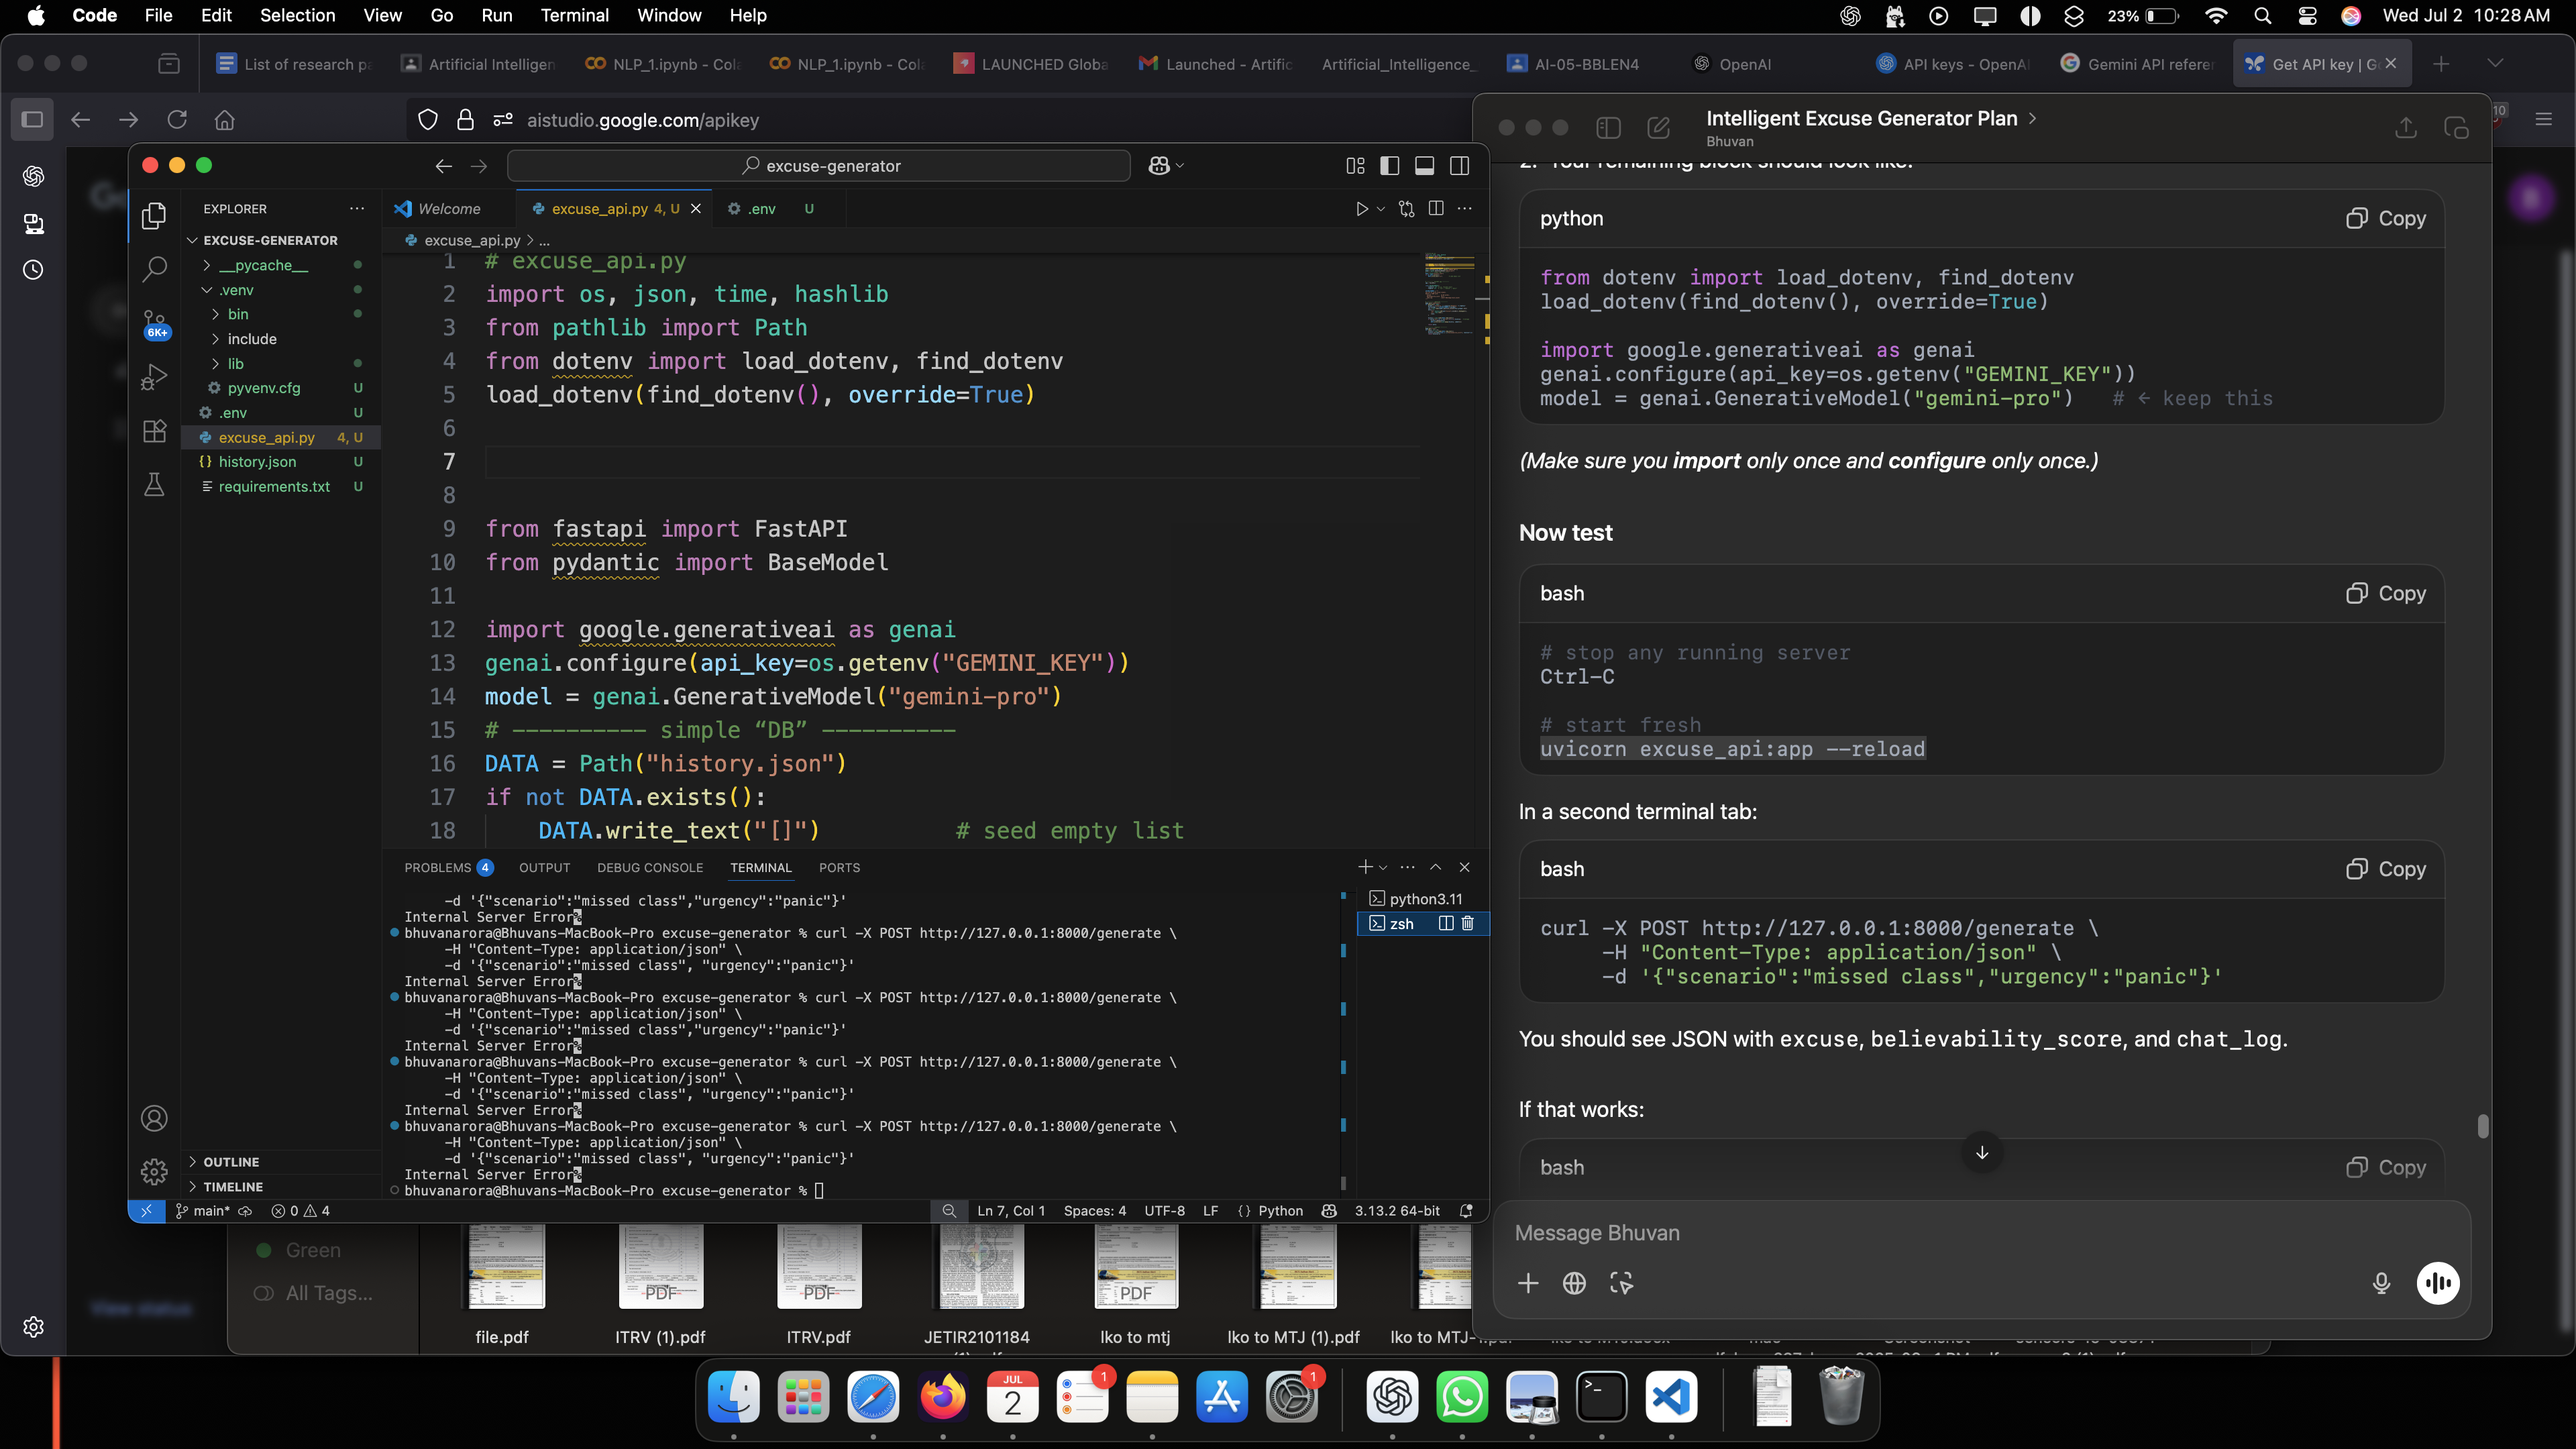 Code File Edit Selection View Go Run Terminal Window Help
23% Wed Jul 2 10:28 AM
List of research pa
Artificial Intelligen
NLP_1.ipynb - Cola
NLP_1.ipynb - Cola
LAUNCHED Globa
Launched - Artific
Artificial_Intelligence_
AI-05-BBLEN4
OpenAI
API keys - OpenAI
Gemini API referen
Get API key | G
aistudio.google.com/apikey
10
excuse-generator
EXPLORER
EXCUSE-GENERATOR
__pycache__
.venv
bin
include
lib
pyvenv.cfg U
.env U
excuse_api.py 4, U
history.json U
requirements.txt U
6K+
OUTLINE
TIMELINE
Welcome
excuse_api.py 4, U
.env U
excuse_api.py > ...
1 # excuse_api.py
2 import os, json, time, hashlib
3 from pathlib import Path
4 from dotenv import load_dotenv, find_dotenv
5 load_dotenv(find_dotenv(), override=True)
6
7
8
9 from fastapi import FastAPI
10 from pydantic import BaseModel
11
12 import google.generativeai as genai
13 genai.configure(api_key=os.getenv("GEMINI_KEY"))
14 model = genai.GenerativeModel("gemini-pro")
15 # ---------- simple “DB” ----------
16 DATA = Path("history.json")
17 if not DATA.exists():
18 DATA.write_text("[]") # seed empty list
PROBLEMS 4 OUTPUT DEBUG CONSOLE TERMINAL PORTS
-d '{"scenario":"missed class","urgency":"panic"}'
Internal Server Error%
bhuvanarora@Bhuvans-MacBook-Pro excuse-generator % curl -X POST http://127.0.0.1:8000/generate \
-H "Content-Type: application/json" \
-d '{"scenario":"missed class", "urgency":"panic"}'
Internal Server Error%
bhuvanarora@Bhuvans-MacBook-Pro excuse-generator % curl -X POST http://127.0.0.1:8000/generate \
-H "Content-Type: application/json" \
-d '{"scenario":"missed class","urgency":"panic"}'
Internal Server Error%
bhuvanarora@Bhuvans-MacBook-Pro excuse-generator % curl -X POST http://127.0.0.1:8000/generate \
-H "Content-Type: application/json" \
-d '{"scenario":"missed class", "urgency":"panic"}'
Internal Server Error%
bhuvanarora@Bhuvans-MacBook-Pro excuse-generator % curl -X POST http://127.0.0.1:8000/generate \
-H "Content-Type: application/json" \
-d '{"scenario":"missed class", "urgency":"panic"}'
Internal Server Error%
bhuvanarora@Bhuvans-MacBook-Pro excuse-generator %
python3.11
zsh
main* 0 4
Ln 7, Col 1 Spaces: 4 UTF-8 LF {} Python 3.13.2 64-bit
Intelligent Excuse Generator Plan
Bhuvan
2. Your remaining block should look like:
python Copy
from dotenv import load_dotenv, find_dotenv
load_dotenv(find_dotenv(), override=True)
import google.generativeai as genai
genai.configure(api_key=os.getenv("GEMINI_KEY"))
model = genai.GenerativeModel("gemini-pro") # ← keep this
(Make sure you import only once and configure only once.)
Now test
bash Copy
# stop any running server
Ctrl-C
# start fresh
uvicorn excuse_api:app --reload
In a second terminal tab:
bash Copy
curl -X POST http://127.0.0.1:8000/generate \
-H "Content-Type: application/json" \
-d '{"scenario":"missed class","urgency":"panic"}'
You should see JSON with excuse, believability_score, and chat_log.
If that works:
bash Copy
Message Bhuvan
View status
Green
All Tags...
PDF
PDF
PDF
file.pdf
ITRV (1).pdf
ITRV.pdf
JETIR2101184
lko to mtj
lko to MTJ (1).pdf
JUL
2
1
1